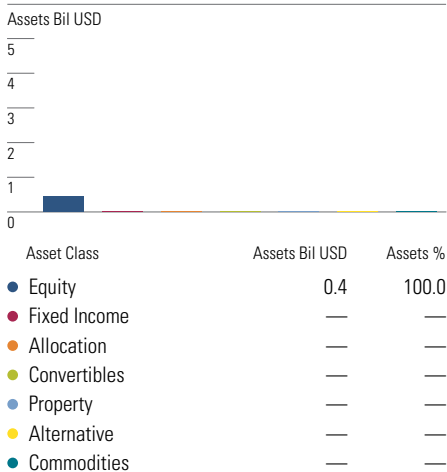 Assets Bil USD
5
4
3
2
1
0
Asset Class Assets Bil USD Assets %
Equity 0.4 100.0
Fixed Income — —
Allocation — —
Convertibles — —
Property — —
Alternative — —
Commodities — —